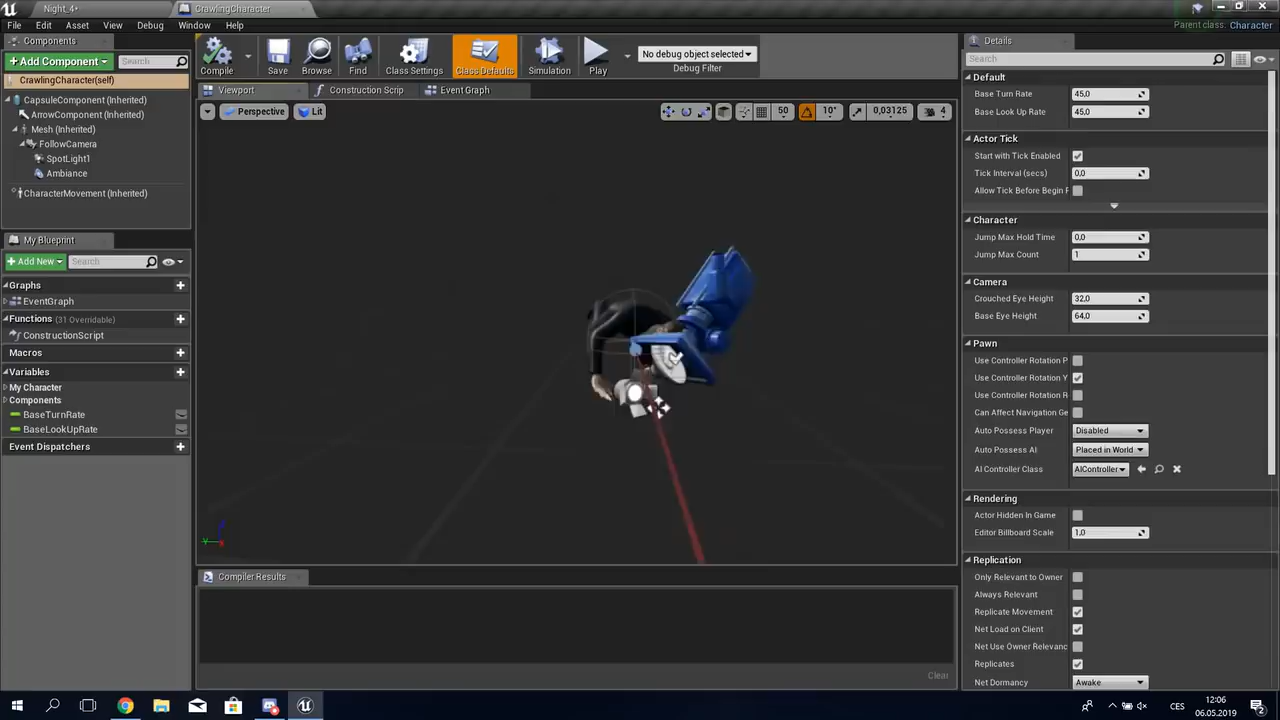 Night_4*
CrawlingCharacter
File Edit Asset View Debug Window Help
Parent class: Character
Components
+Add Component
Search
CrawlingCharacter(self)
CapsuleComponent (Inherited)
ArrowComponent (Inherited)
Mesh (Inherited)
FollowCamera
SpotLight1
Ambiance
CharacterMovement (Inherited)
My Blueprint
+Add New
Search
Graphs
EventGraph
Functions (31 Overridable)
ConstructionScript
Macros
Variables
My Character
Components
BaseTurnRate
BaseLookUpRate
Event Dispatchers
Compile
Save
Browse
Find
Class Settings
Class Defaults
Simulation
Play
No debug object selected
Debug Filter
Viewport
Construction Scrip
Event Graph
Perspective
Lit
50
10°
0,03125
4
Compiler Results
Clear
Details
Search
Default
Base Turn Rate 45,0
Base Look Up Rate 45,0
Actor Tick
Start with Tick Enabled
Tick Interval (secs) 0,0
Allow Tick Before Begin F
Character
Jump Max Hold Time 0,0
Jump Max Count 1
Camera
Crouched Eye Height 32,0
Base Eye Height 64,0
Pawn
Use Controller Rotation P
Use Controller Rotation Y
Use Controller Rotation R
Can Affect Navigation Ge
Auto Possess Player Disabled
Auto Possess AI Placed in World
AI Controller Class AIController
Rendering
Actor Hidden In Game
Editor Billboard Scale 1,0
Replication
Only Relevant to Owner
Always Relevant
Replicate Movement
Net Load on Client
Net Use Owner Relevanc
Replicates
Net Dormancy Awake
CES
12:06
06.05.2019
2